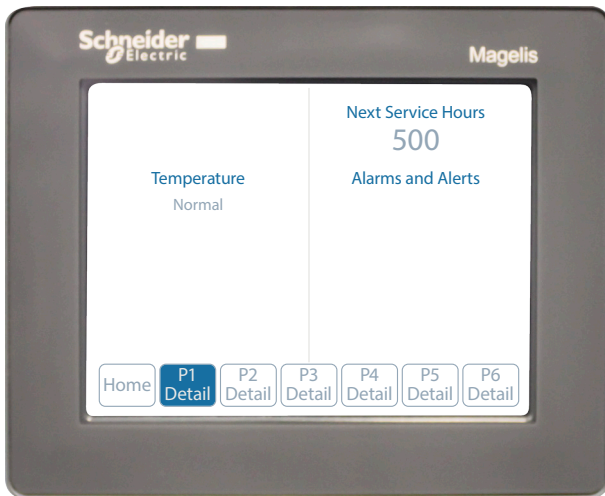 Schneider
Electric
Magelis
Next Service Hours
500
Temperature
Normal
Alarms and Alerts
Home
P1
Detail
P2
Detail
P3
Detail
P4
Detail
P5
Detail
P6
Detail